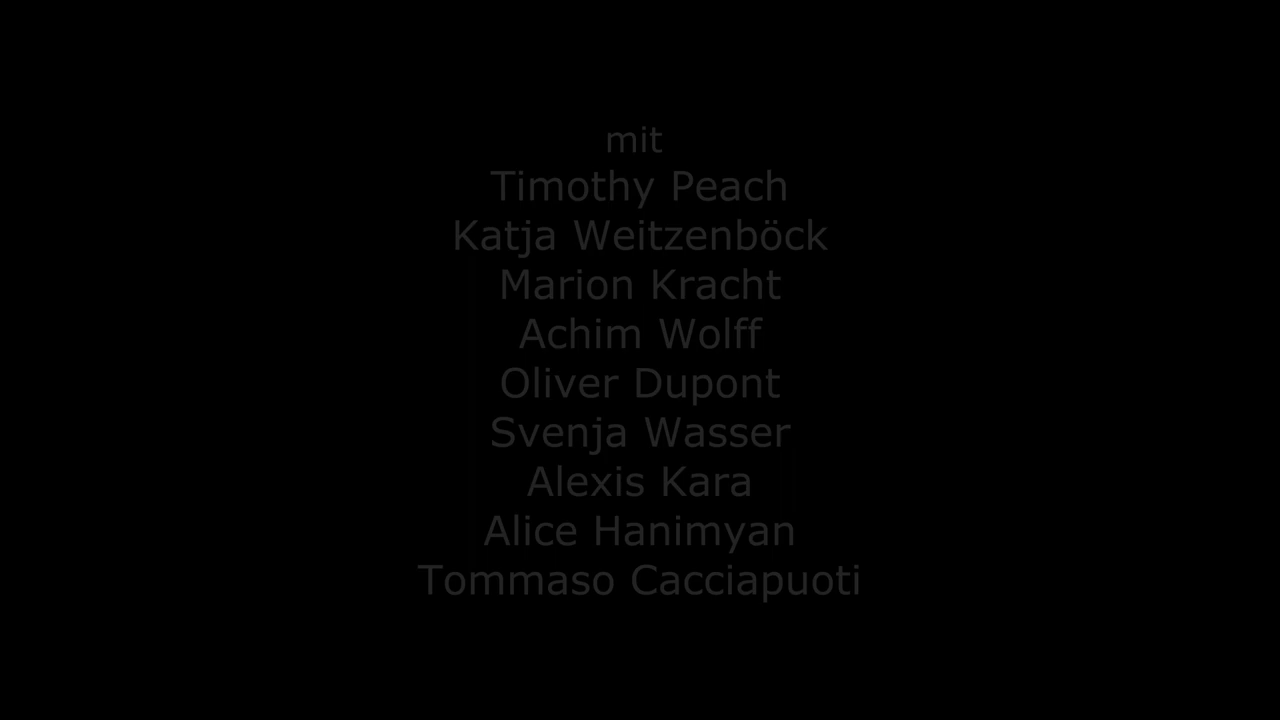 mit
Timothy Peach
Katja Weitzenböck
Marion Kracht
Achim Wolff
Oliver Dupont
Svenja Wasser
Alexis Kara
Alice Hanimyan
Tommaso Cacciapuoti